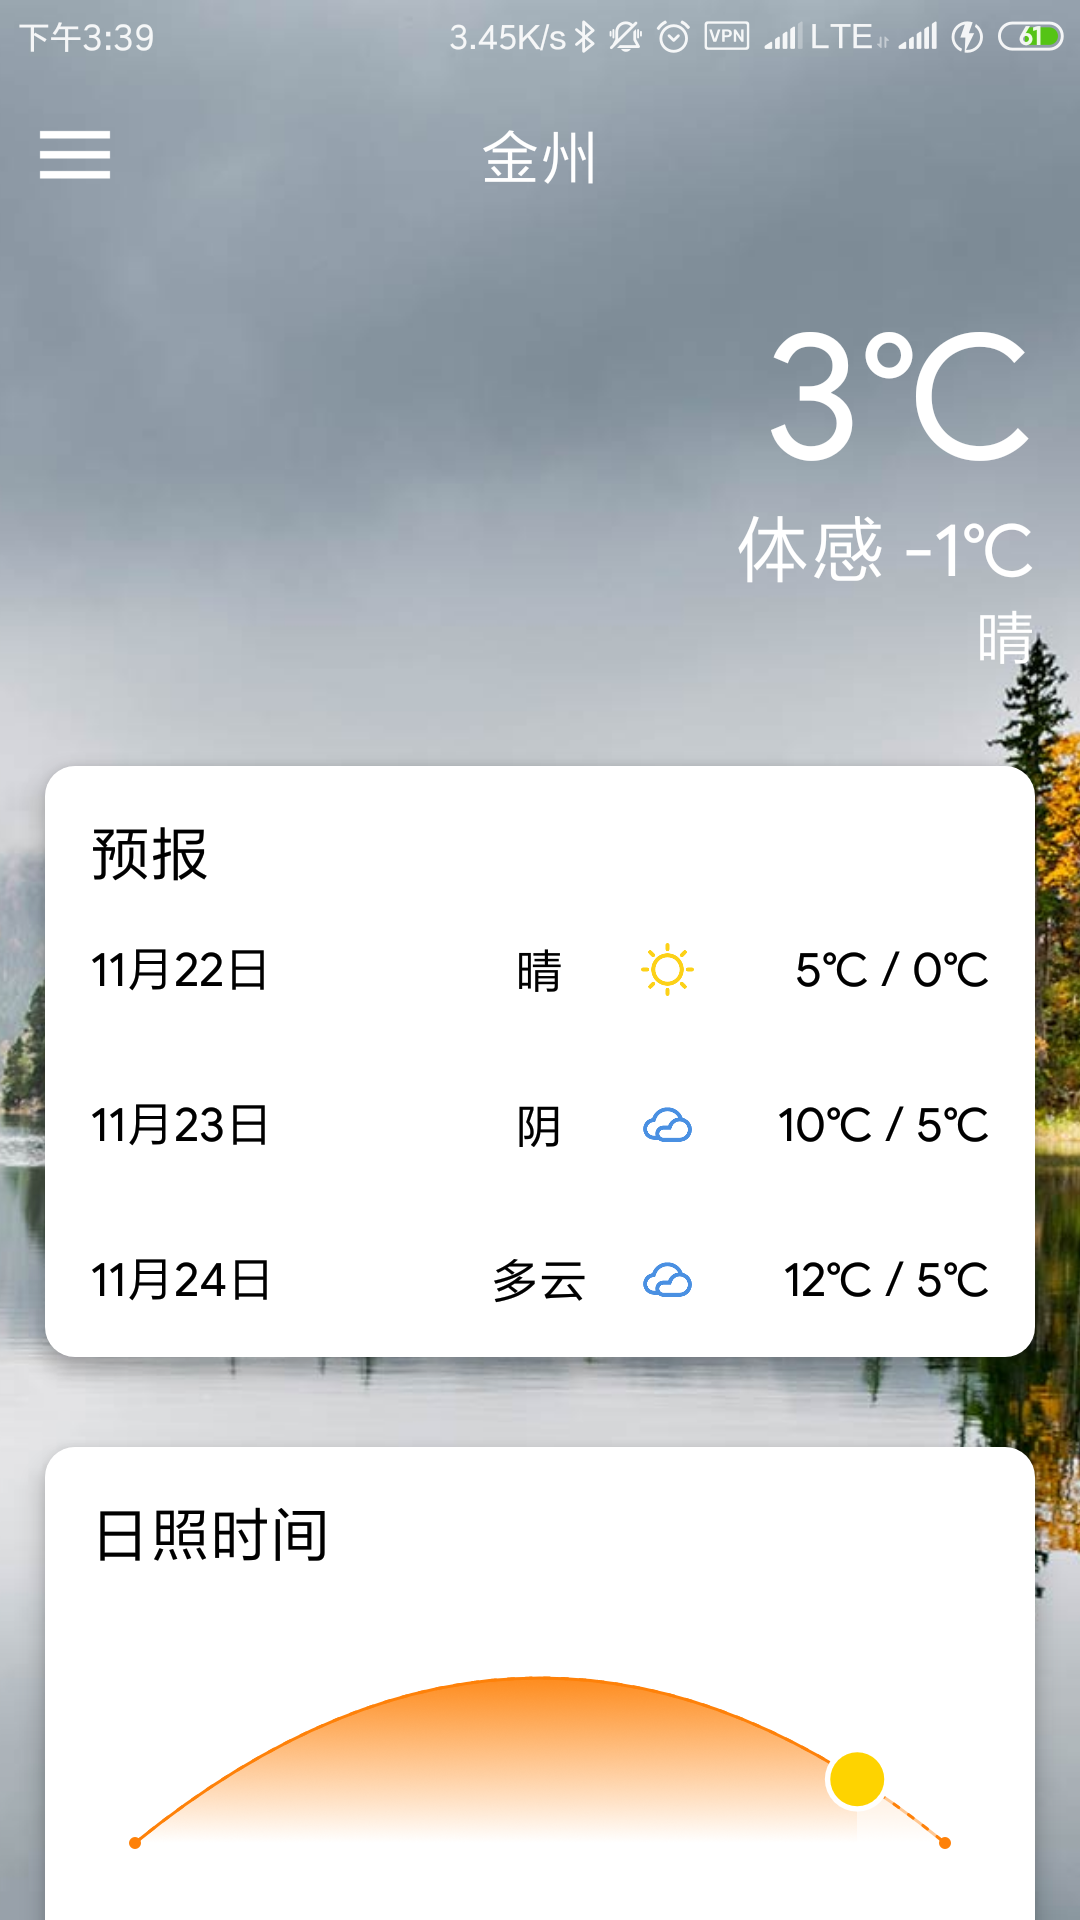 下午3:39 3.45K/s VPN LTE 61
金州
3℃
体感 -1℃
晴
预报
11月22日 晴 5℃ / 0℃
11月23日 阴 10℃ / 5℃
11月24日 多云 12℃ / 5℃
日照时间